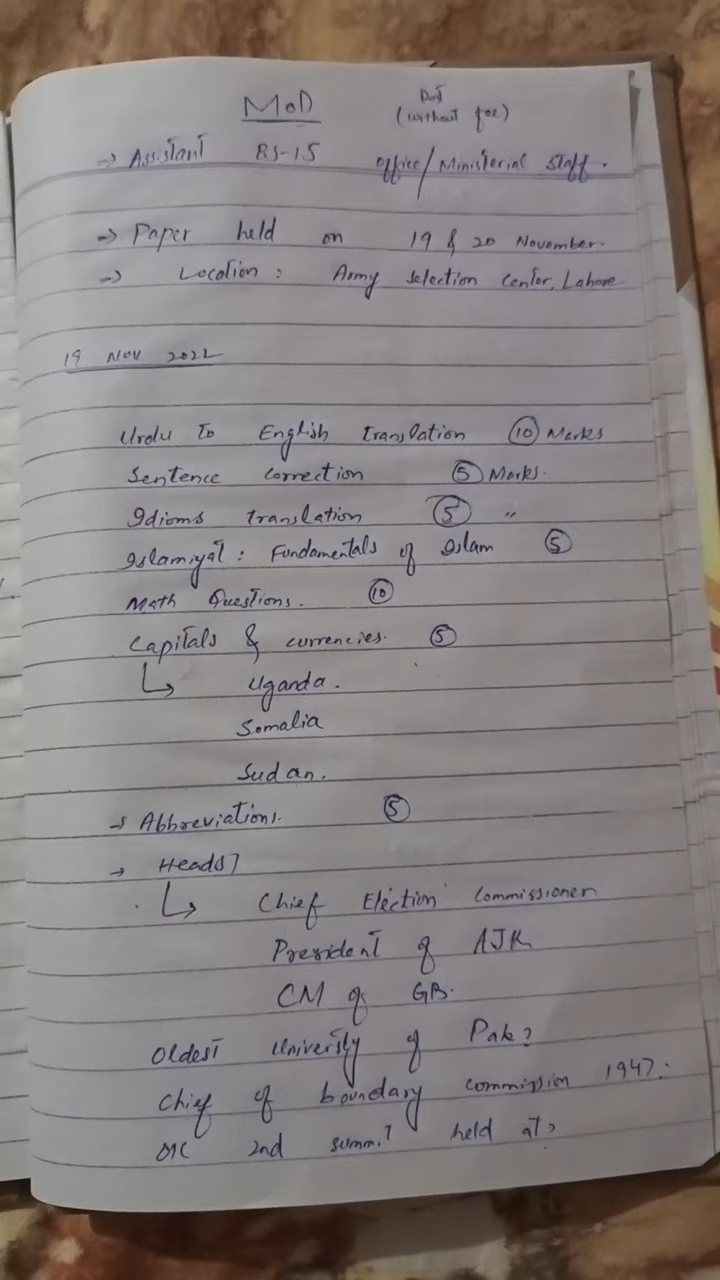 MOD (without fee)
→ Assistant BS-15 office/Ministerial Staff.
→ Paper held on 19 & 20 November.
→ Location : Army Selection Center, Lahore
19 Nov 2022
Urdu to English translation 10 Marks
Sentence correction 5 Marks.
Idioms translation 5 "
Islamiyat : Fundamentals of Islam 5
Math Questions. 10
Capitals & currencies. 5
↳ Uganda.
Somalia
Sudan.
→ Abbreviations. 5
→ Heads?
↳ Chief Election Commissioner
President of AJK
CM of GB.
Oldest University of Pak?
Chief of boundary commission 1947.
OIC 2nd summit held at?